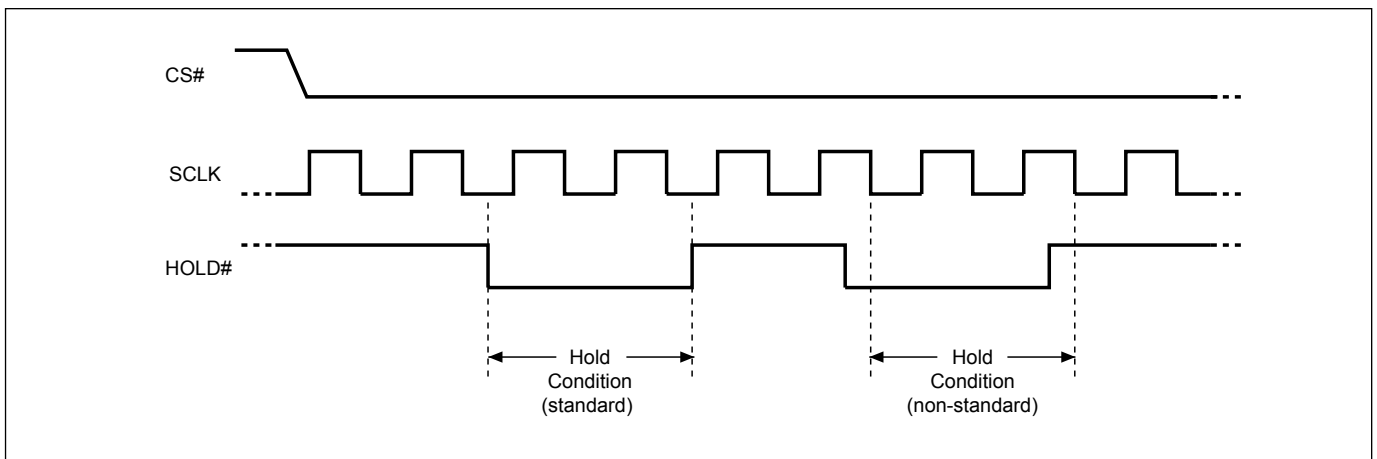 CS#
SCLK
HOLD#
Hold
Condition
(standard)
Hold
Condition
(non-standard)